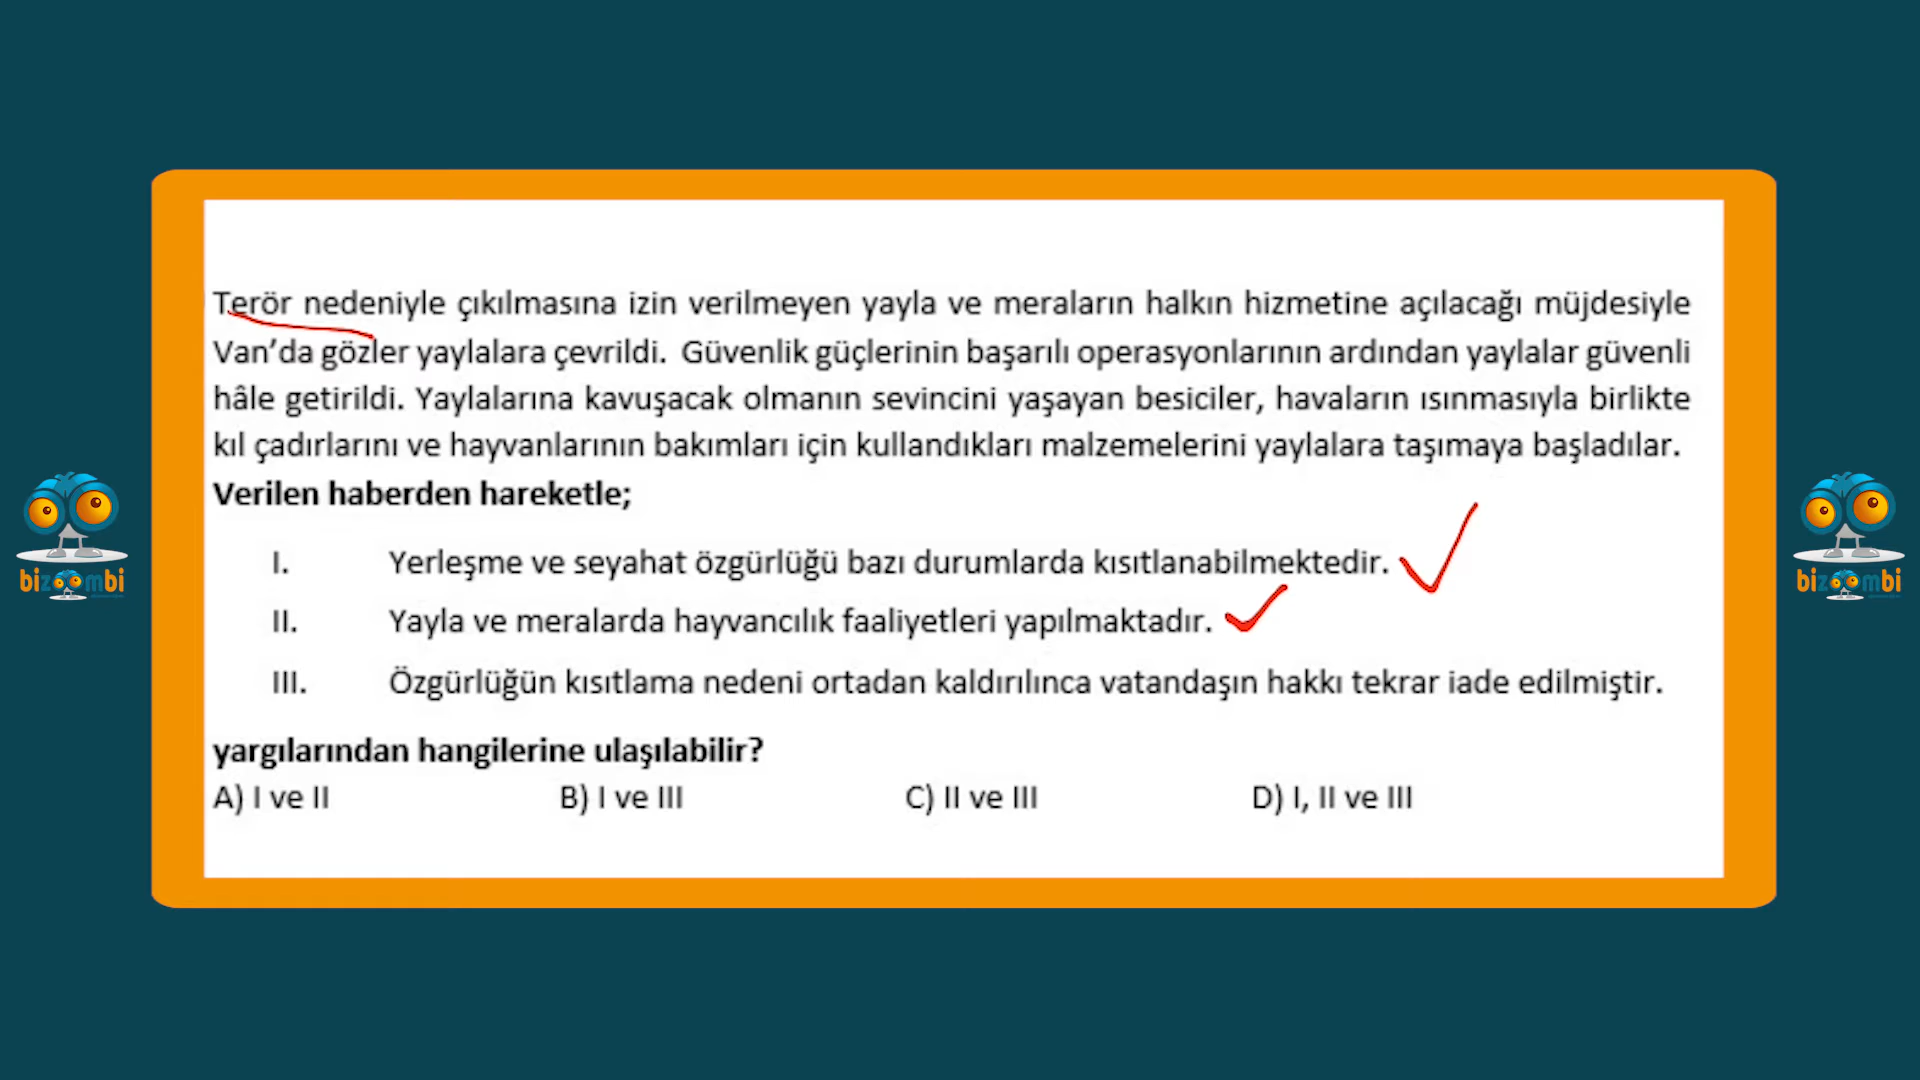 Terör nedeniyle çıkılmasına izin verilmeyen yayla ve meraların halkın hizmetine açılacağı müjdesiyle
Van’da gözler yaylalara çevrildi. Güvenlik güçlerinin başarılı operasyonlarının ardından yaylalar güvenli
hâle getirildi. Yaylalarına kavuşacak olmanın sevincini yaşayan besiciler, havaların ısınmasıyla birlikte
kıl çadırlarını ve hayvanlarının bakımları için kullandıkları malzemelerini yaylalara taşımaya başladılar.
Verilen haberden hareketle;
I. Yerleşme ve seyahat özgürlüğü bazı durumlarda kısıtlanabilmektedir.
II. Yayla ve meralarda hayvancılık faaliyetleri yapılmaktadır.
III. Özgürlüğün kısıtlama nedeni ortadan kaldırılınca vatandaşın hakkı tekrar iade edilmiştir.
yargılarından hangilerine ulaşılabilir?
A) I ve II B) I ve III C) II ve III D) I, II ve III
bizoombi
bizoombi